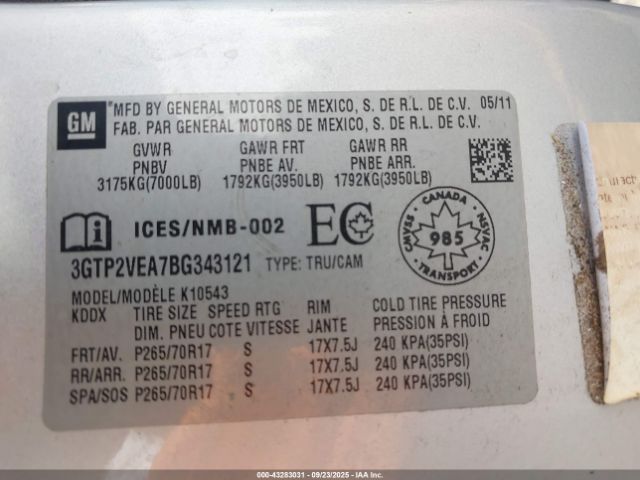 GM
*MFD BY GENERAL MOTORS DE MEXICO, S. DE R.L. DE C.V. 05/11
FAB. PAR GENERAL MOTORS DE MEXICO, S. DE R.L. DE C.V.
GVWR GAWR FRT GAWR RR
PNBV PNBE AV. PNBE ARR.
3175KG(7000LB) 1792KG(3950LB) 1792KG(3950LB)
i ICES/NMB-002 EC
CANADA
SVMAC 985 NSVAC
TRANSPORT
3GTP2VEA7BG343121 TYPE: TRU/CAM
MODEL/MODÈLE K10543
KDDX TIRE SIZE SPEED RTG RIM COLD TIRE PRESSURE
DIM. PNEU COTE VITESSE JANTE PRESSION À FROID
FRT/AV. P265/70R17 S 17X7.5J 240 KPA(35PSI)
RR/ARR. P265/70R17 S 17X7.5J 240 KPA(35PSI)
SPA/SOS P265/70R17 S 17X7.5J 240 KPA(35PSI)
000-43283031 - 09/23/2025 - IAA HOLDINGS, LLC